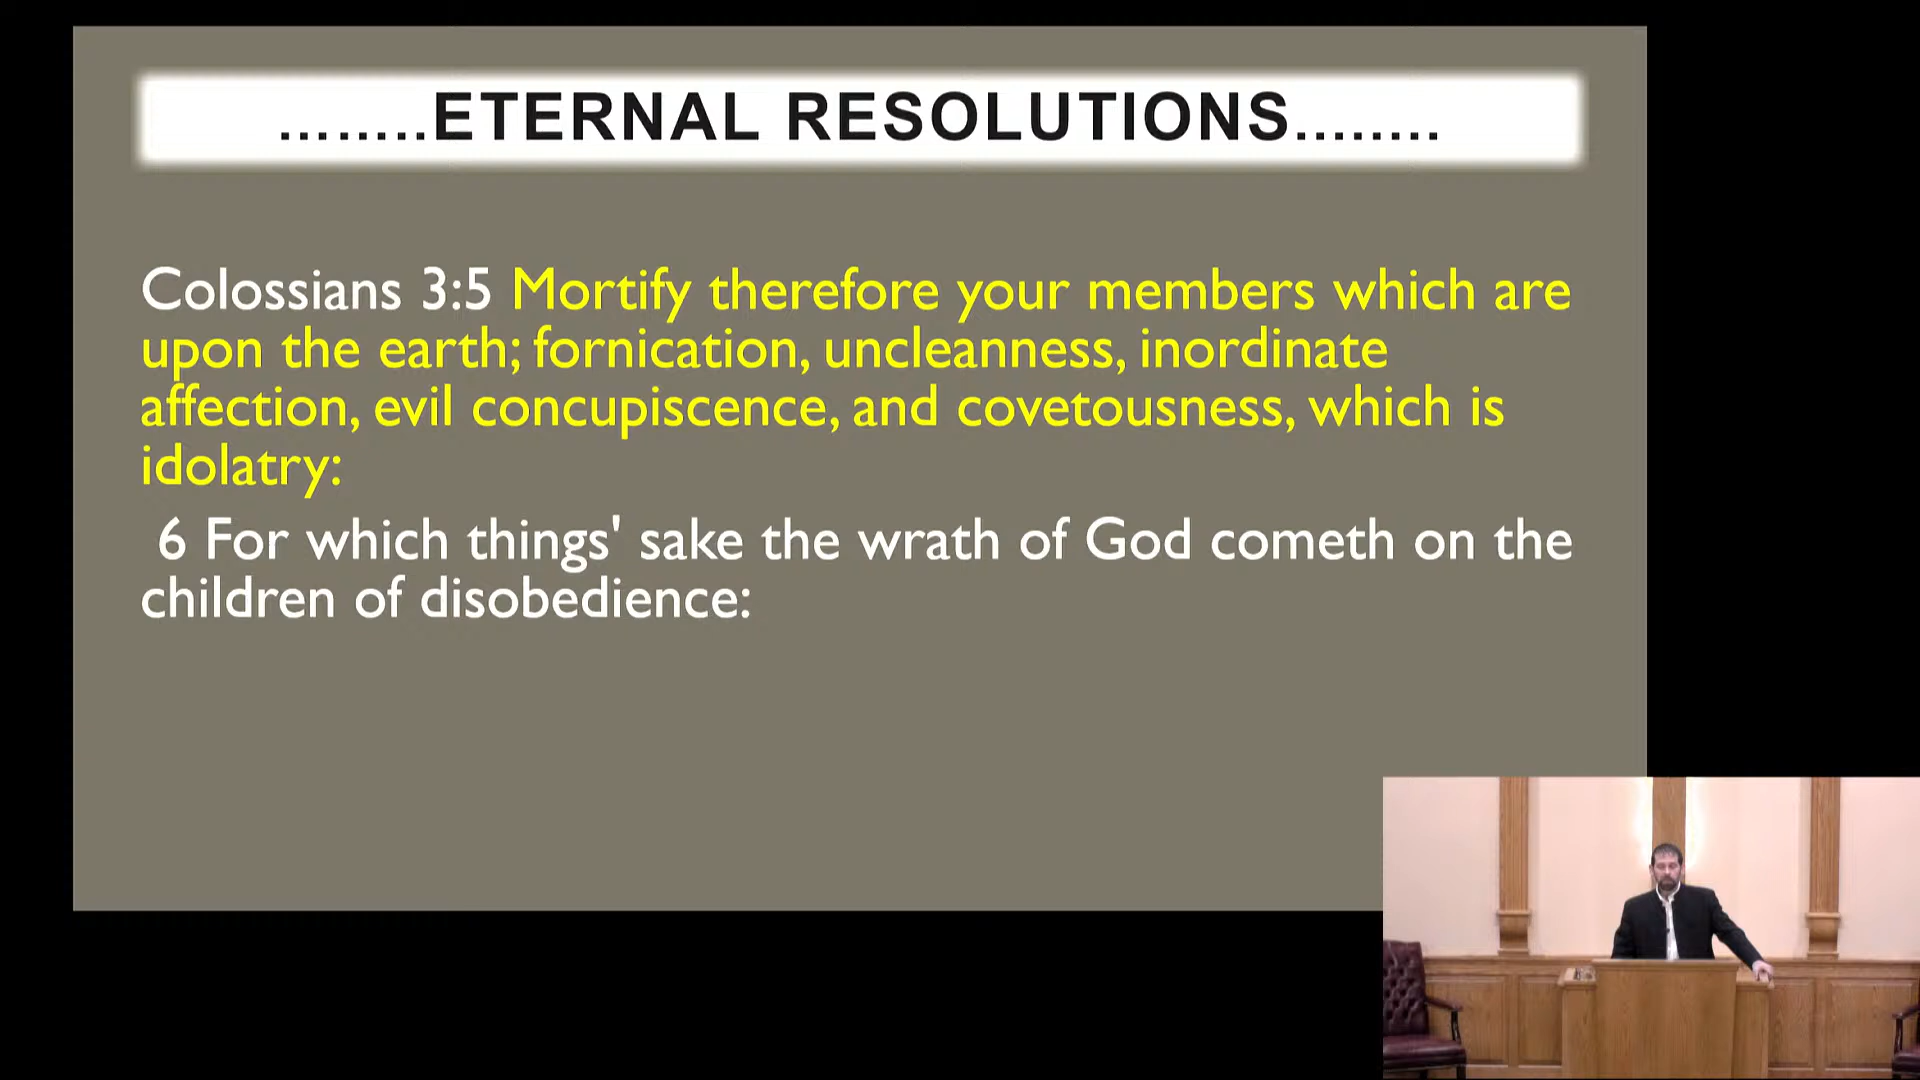 ........ETERNAL RESOLUTIONS........
Colossians 3:5 Mortify therefore your members which are
upon the earth; fornication, uncleanness, inordinate
affection, evil concupiscence, and covetousness, which is
idolatry:
6 For which things' sake the wrath of God cometh on the
children of disobedience: